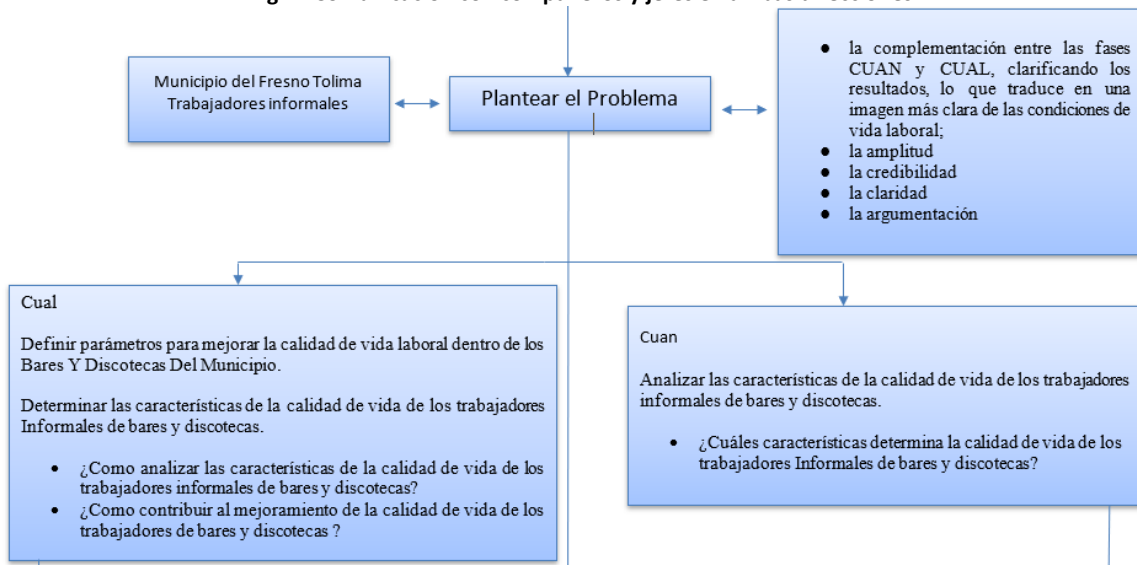 Municipio del Fresno Tolima
Trabajadores informales
Plantear el Problema
● la complementación entre las fases
CUAN y CUAL, clarificando los
resultados, lo que traduce en una
imagen más clara de las condiciones de
vida laboral;
● la amplitud
● la credibilidad
● la claridad
● la argumentación
Cual
Definir parámetros para mejorar la calidad de vida laboral dentro de los
Bares Y Discotecas Del Municipio.
Determinar las características de la calidad de vida de los trabajadores
Informales de bares y discotecas.
• ¿Como analizar las características de la calidad de vida de los
trabajadores informales de bares y discotecas?
• ¿Como contribuir al mejoramiento de la calidad de vida de los
trabajadores de bares y discotecas ?
Cuan
Analizar las características de la calidad de vida de los trabajadores
informales de bares y discotecas.
• ¿Cuáles características determina la calidad de vida de los
trabajadores Informales de bares y discotecas?